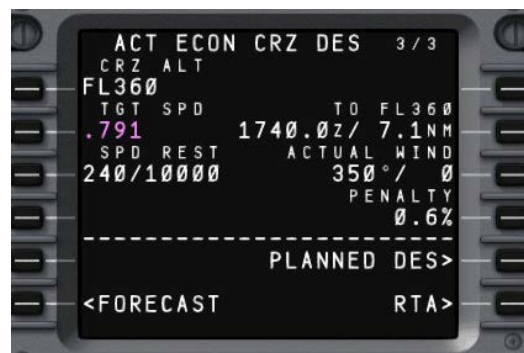 ACT ECON CRZ DES 3/3
CRZ ALT
FL360
TGT SPD TO FL360
.791 1740.0z/ 7.1NM
SPD REST ACTUAL WIND
240/10000 350°/ 0
PENALTY
0.6%
PLANNED DES>
<FORECAST RTA>